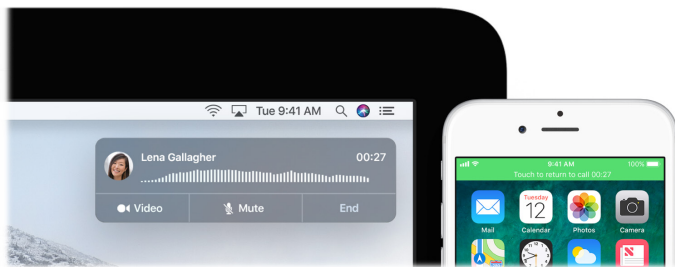 Tue 9:41 AM
Lena Gallagher 00:27
Video Mute End
9:41 AM 100%
Touch to return to call 00:27
Tuesday
12
Mail Calendar Photos Camera
N